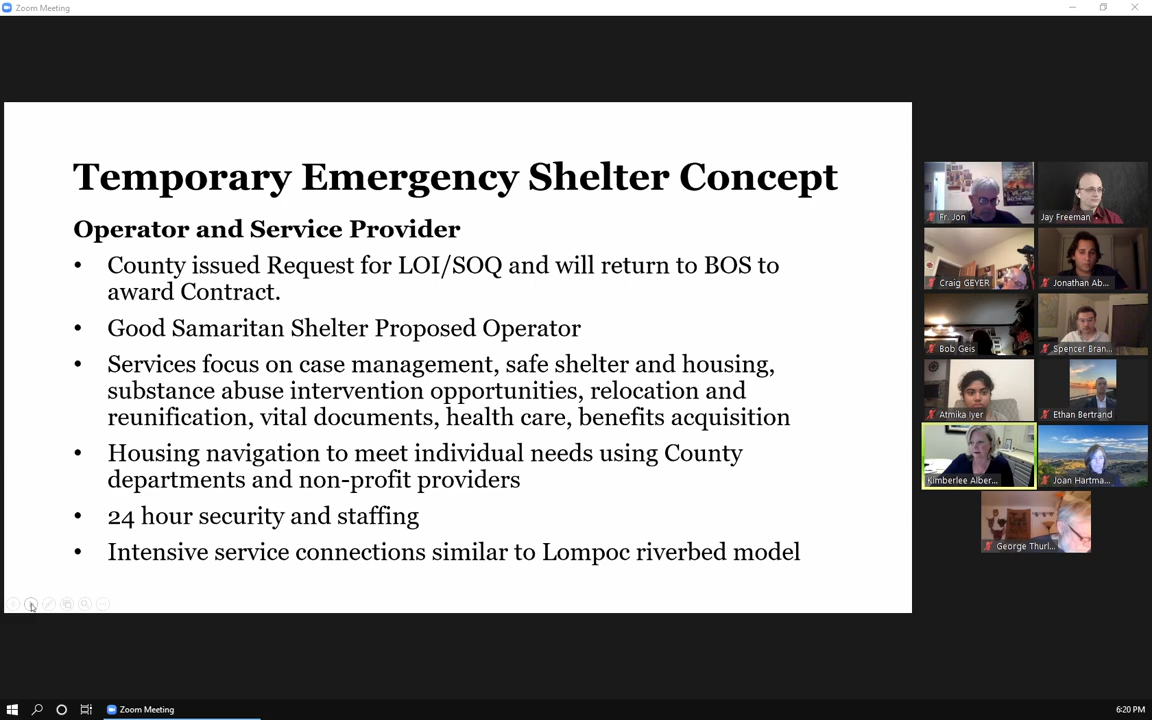 Zoom Meeting
Temporary Emergency Shelter Concept
Operator and Service Provider
• County issued Request for LOI/SOQ and will return to BOS to
award Contract.
• Good Samaritan Shelter Proposed Operator
• Services focus on case management, safe shelter and housing,
substance abuse intervention opportunities, relocation and
reunification, vital documents, health care, benefits acquisition
• Housing navigation to meet individual needs using County
departments and non-profit providers
• 24 hour security and staffing
• Intensive service connections similar to Lompoc riverbed model
Fr. Jon
Jay Freeman
Craig GEYER
Jonathan Ab...
Bob Geis
Spencer Bran...
Atmika Iyer
Ethan Bertrand
Kimberlee Alber...
Joan Hartma...
George Thurl...
Zoom Meeting
6:20 PM